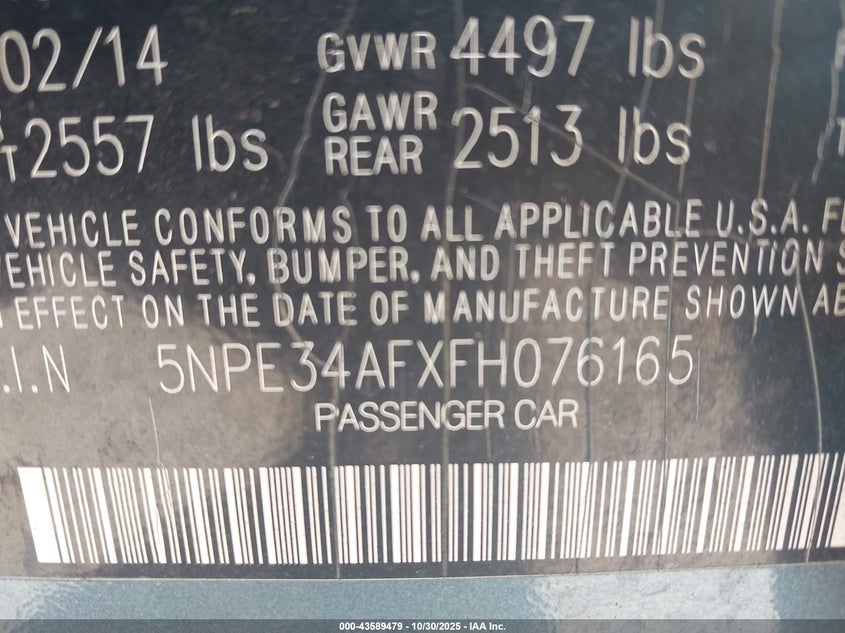 02/14 GVWR 4497 lbs
T 2557 lbs GAWR REAR 2513 lbs
VEHICLE CONFORMS TO ALL APPLICABLE U.S.A. FE
VEHICLE SAFETY, BUMPER, AND THEFT PREVENTION S
N EFFECT ON THE DATE OF MANUFACTURE SHOWN AB
.I.N 5NPE34AFXFH076165
PASSENGER CAR
000-43589479 - 10/30/2025 - IAA Inc.